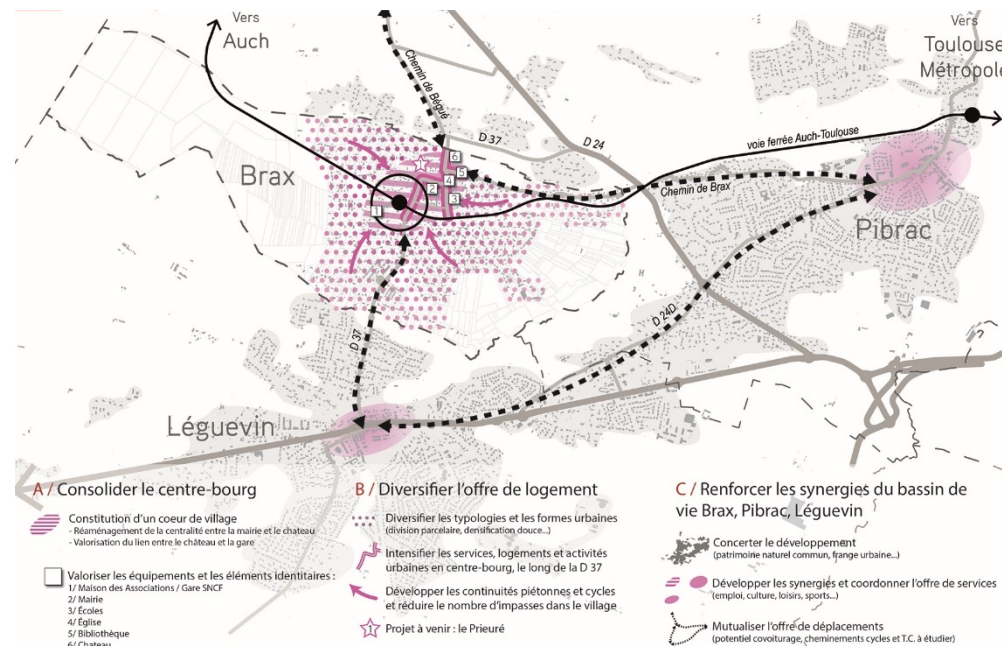 Vers
Auch
Vers
Toulouse
Métropole
Chemin de Bégué
D 37
D 24
voie ferrée Auch-Toulouse
Brax
6
5
4
2
3
1
1
Chemin de Brax
Pibrac
D 37
D 24D
Léguevin
A / Consolider le centre-bourg
Constitution d'un coeur de village
- Réaménagement de la centralité entre la mairie et le chateau
- Valorisation du lien entre le château et la gare
Valoriser les équipements et les éléments identitaires :
1/ Maison des Associations / Gare SNCF
2/ Mairie
3/ Écoles
4/ Église
5/ Bibliothèque
6/ Chateau
B / Diversifier l'offre de logement
Diversifier les typologies et les formes urbaines
(division parcelaire, densification douce...)
Intensifier les services, logements et activités
urbaines en centre-bourg, le long de la D 37
Développer les continuités piétonnes et cycles
et réduire le nombre d'impasses dans le village
1
Projet à venir : le Prieuré
C / Renforcer les synergies du bassin de
vie Brax, Pibrac, Léguevin
Concerter le développement
(patrimoine naturel commun, frange urbaine...)
Développer les synergies et coordonner l'offre de services
(emploi, culture, loisirs, sports...)
Mutualiser l'offre de déplacements
(potentiel covoiturage, cheminements cycles et T.C. à étudier)